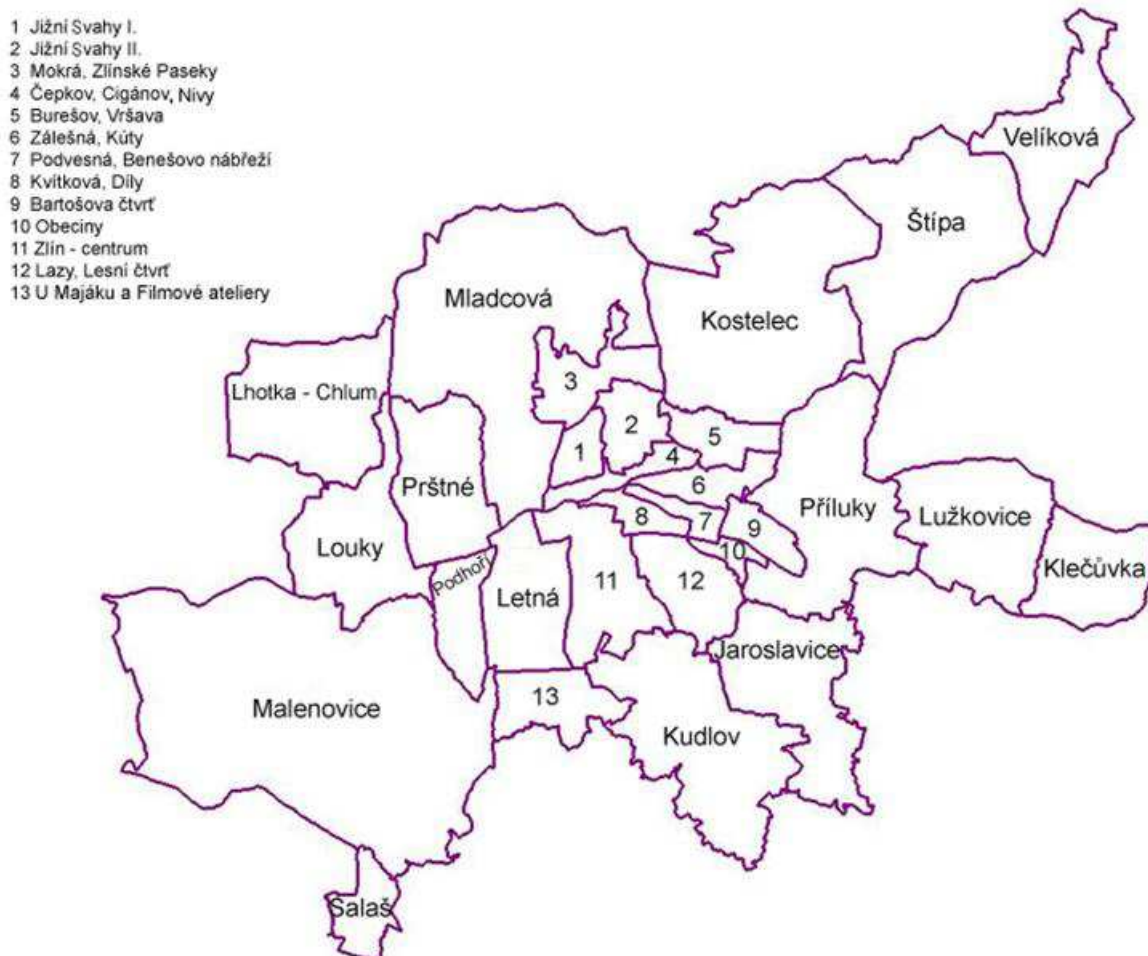 1 Jižní Svahy I.
2 Jižní Svahy II.
3 Mokrá, Zlínské Paseky
4 Čepkov, Cigánov, Nivy
5 Burešov, Vršava
6 Zálešná, Kúty
7 Podvesná, Benešovo nábřeží
8 Kvítková, Díly
9 Bartošova čtvrť
10 Obeciny
11 Zlín - centrum
12 Lazy, Lesní čtvrť
13 U Majáku a Filmové ateliery
Velíková
Štípa
Mladcová
Kostelec
Lhotka - Chlum
3
2
5
1
4
6
Prštné
Příluky
Lužkovice
8
7
9
Louky
10
Klečůvka
Podhoří
Letná
11
12
Jaroslavice
13
Malenovice
Kudlov
Salaš